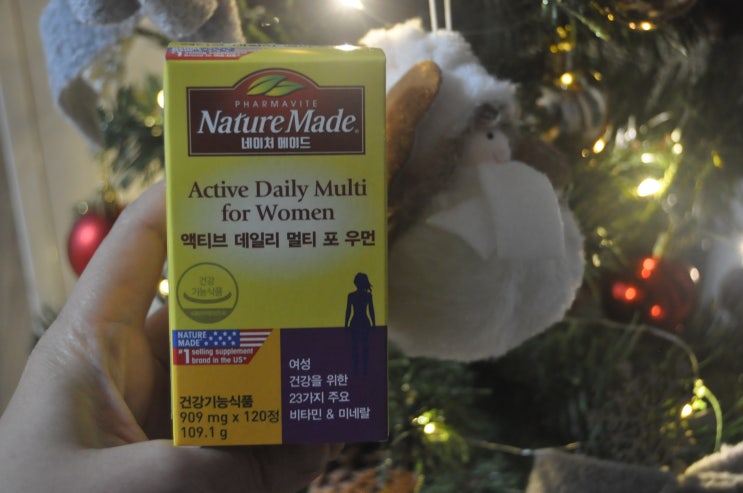 PHARMAVITE
Nature Made®
네이처 메이드
Active Daily Multi
for Women
액티브 데일리 멀티 포 우먼
건강
기능식품
NATURE
MADE®
#1 selling supplement
brand in the US*
여성
건강을 위한
23가지 주요
비타민 & 미네랄
건강기능식품
909 mg x 120정
109.1 g